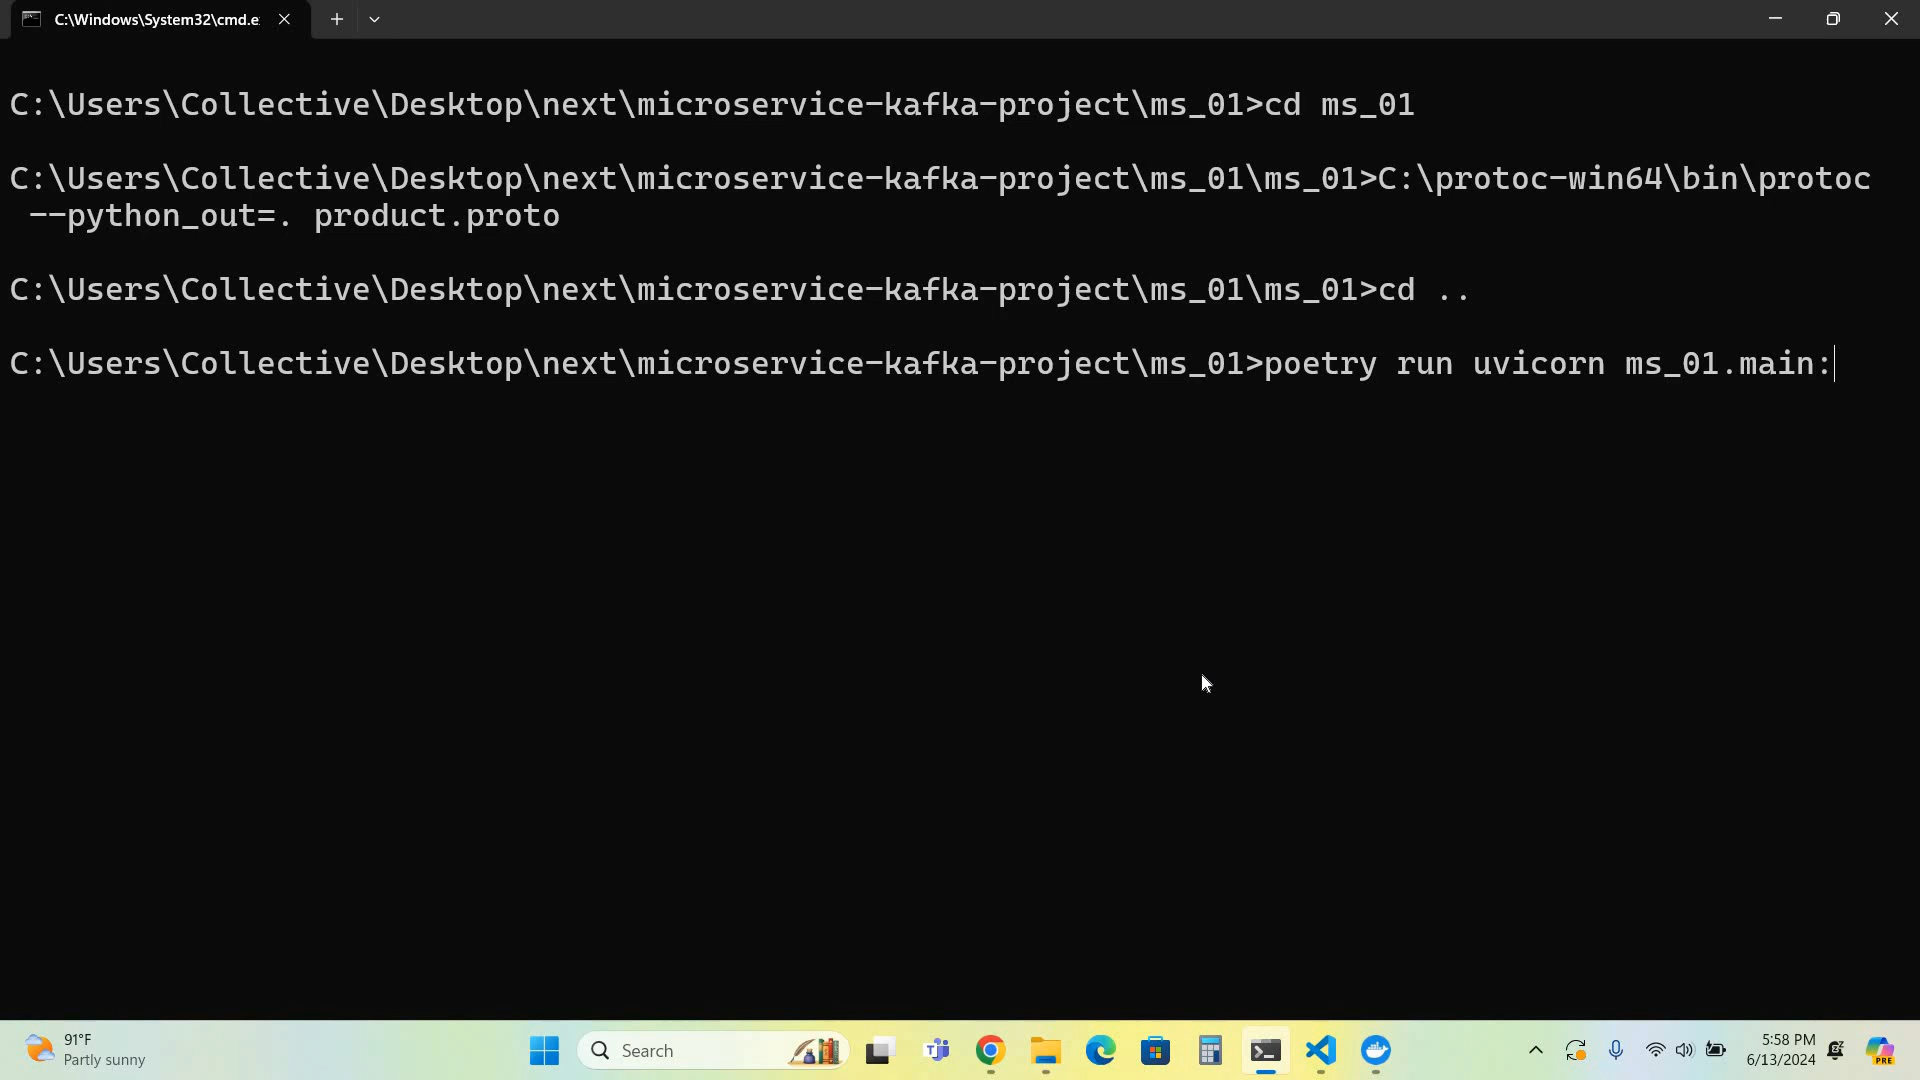 C:\Windows\System32\cmd.e
C:\Users\Collective\Desktop\next\microservice-kafka-project\ms_01>cd ms_01
C:\Users\Collective\Desktop\next\microservice-kafka-project\ms_01\ms_01>C:\protoc-win64\bin\protoc
--python_out=. product.proto
C:\Users\Collective\Desktop\next\microservice-kafka-project\ms_01\ms_01>cd ..
C:\Users\Collective\Desktop\next\microservice-kafka-project\ms_01>poetry run uvicorn ms_01.main:
91°F
Partly sunny
Search
5:58 PM
6/13/2024
PRE